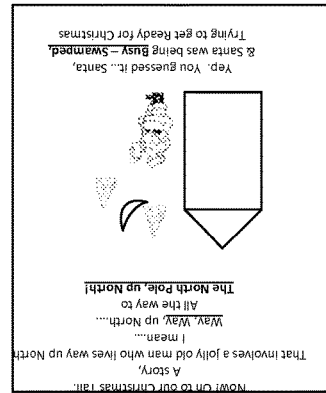 Now! On to our Christmas Tail.
A story,
That involves a jolly old man who lives way up North
I mean....
Way, Way, up North....
All the way to
The North Pole, up North!
Yep. You guessed it... Santa,
& Santa was being Busy – Swamped,
Trying to get Ready for Christmas